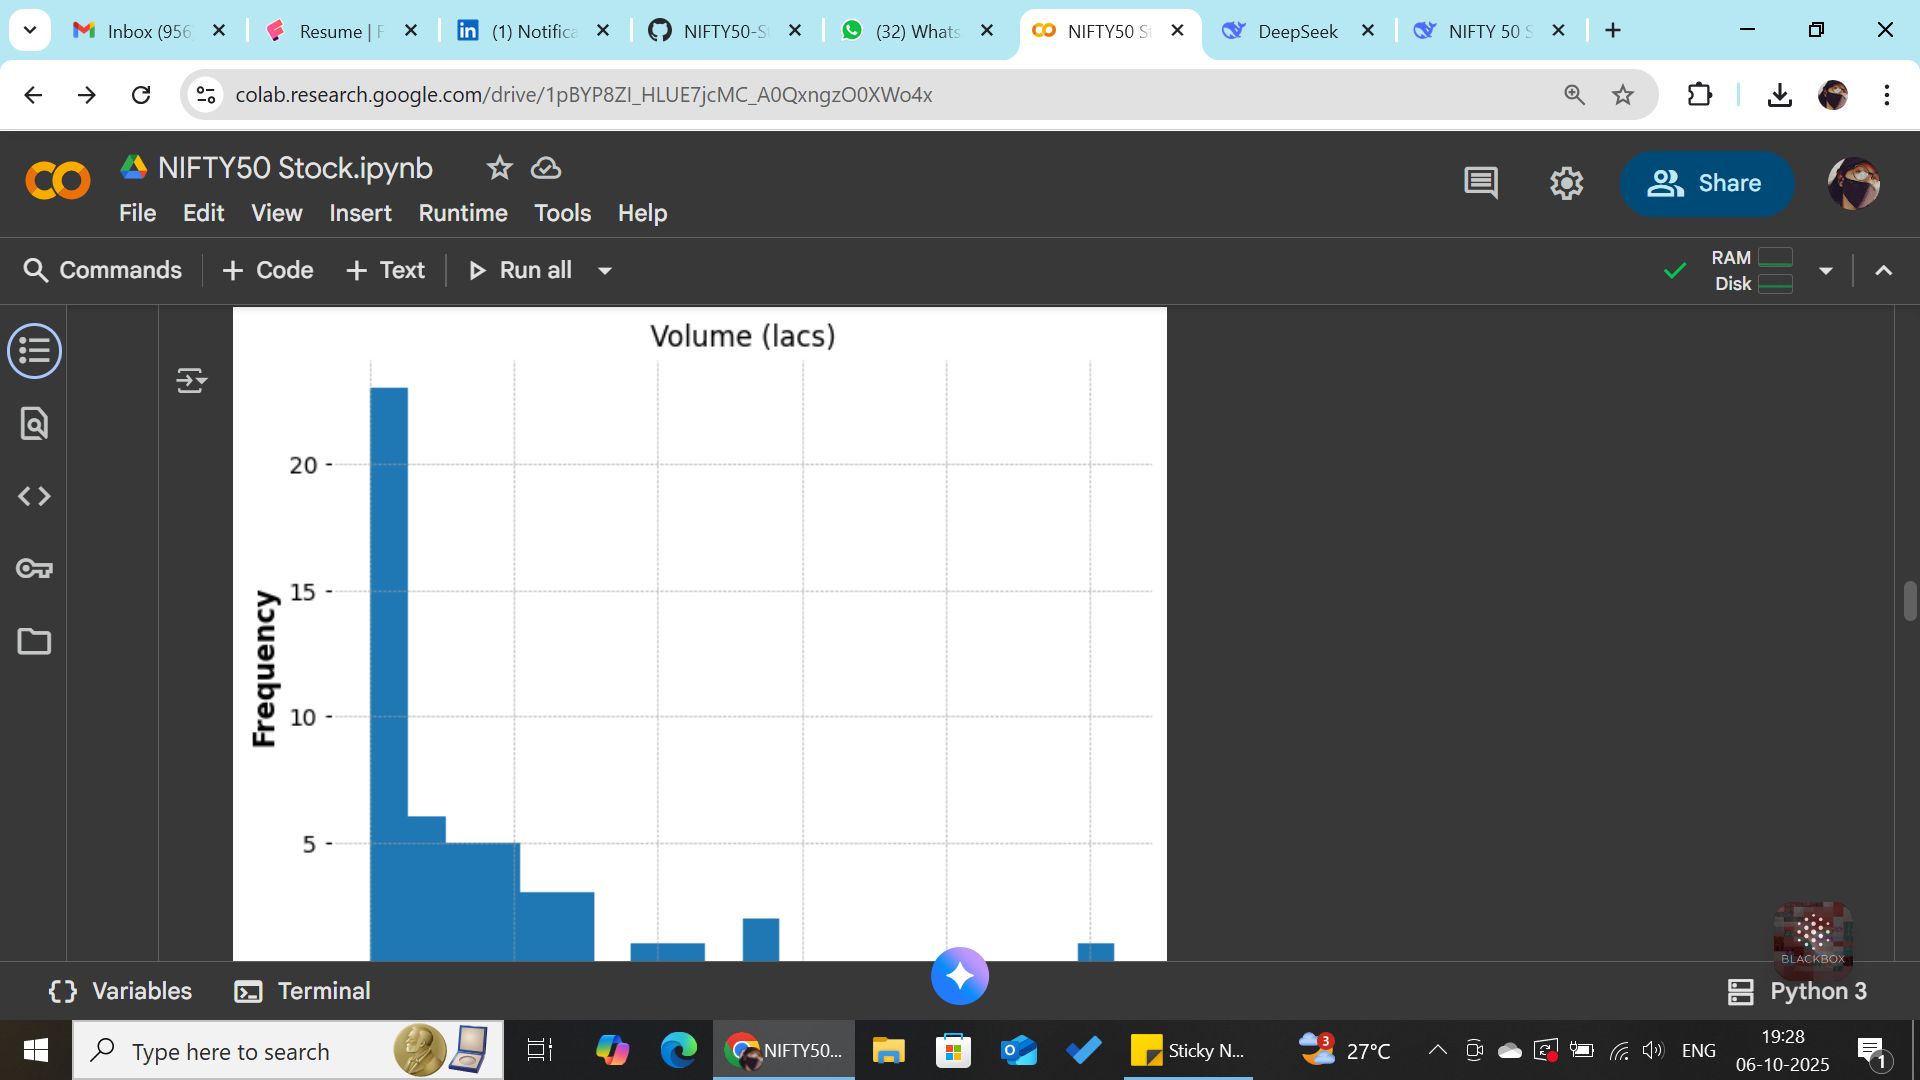 Inbox (956
Resume | F
(1) Notifica
NIFTY50-S
(32) Whats
NIFTY50 St
DeepSeek
NIFTY 50 S
colab.research.google.com/drive/1pBYP8ZI_HLUE7jcMC_A0QxngzO0XWo4x
NIFTY50 Stock.ipynb
Share
File Edit View Insert Runtime Tools Help
Commands + Code + Text Run all
RAM
Disk
Volume (lacs)
20
15
10
5
Frequency
BLACKBOX
Variables
Terminal
Python 3
Type here to search
NIFTY50...
Sticky N...
3
27°C
ENG
19:28
06-10-2025
1